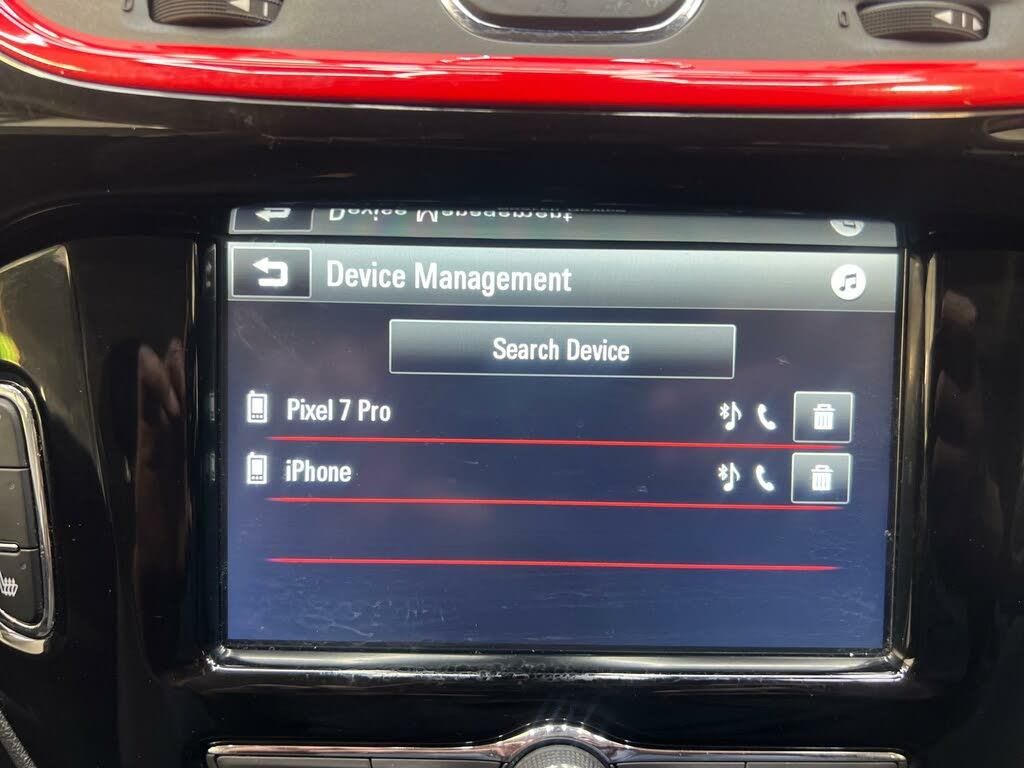 Device Management
Search Device
Pixel 7 Pro
iPhone